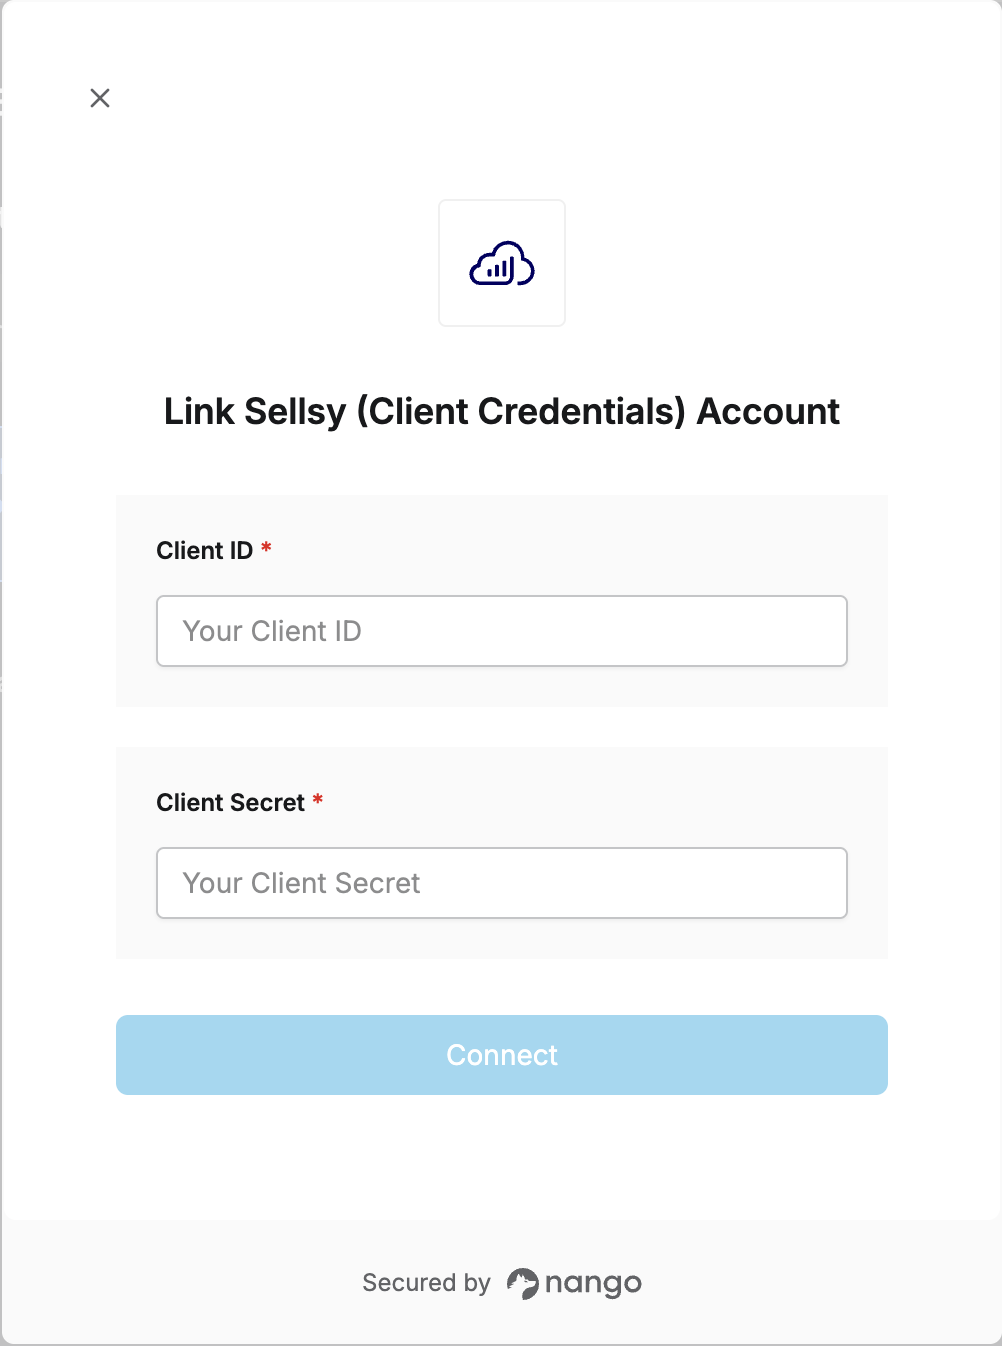 Link Sellsy (Client Credentials) Account
Client ID *
Your Client ID
Client Secret *
Your Client Secret
Connect
Secured by nango